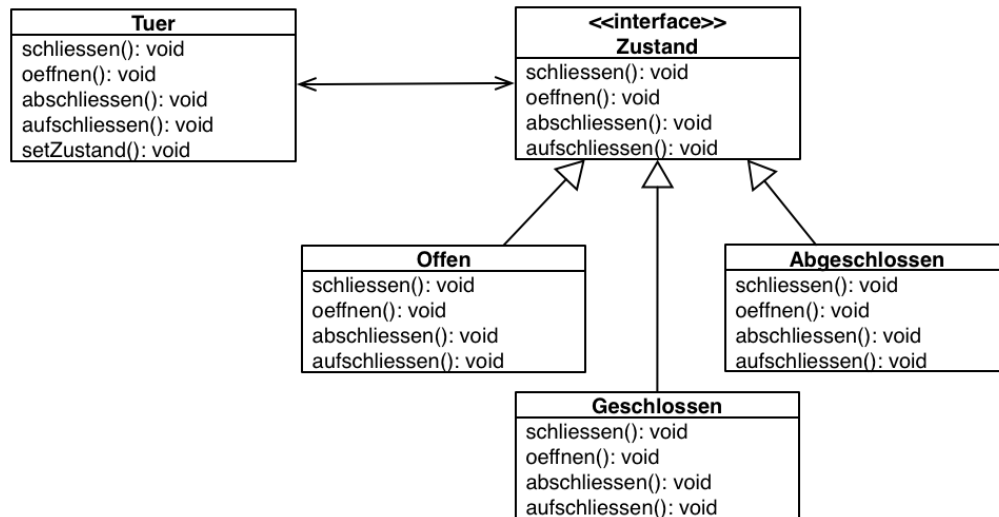 Tuer
schliessen(): void
oeffnen(): void
abschliessen(): void
aufschliessen(): void
setZustand(): void
<<interface>>
Zustand
schliessen(): void
oeffnen(): void
abschliessen(): void
aufschliessen(): void
Offen
schliessen(): void
oeffnen(): void
abschliessen(): void
aufschliessen(): void
Abgeschlossen
schliessen(): void
oeffnen(): void
abschliessen(): void
aufschliessen(): void
Geschlossen
schliessen(): void
oeffnen(): void
abschliessen(): void
aufschliessen(): void